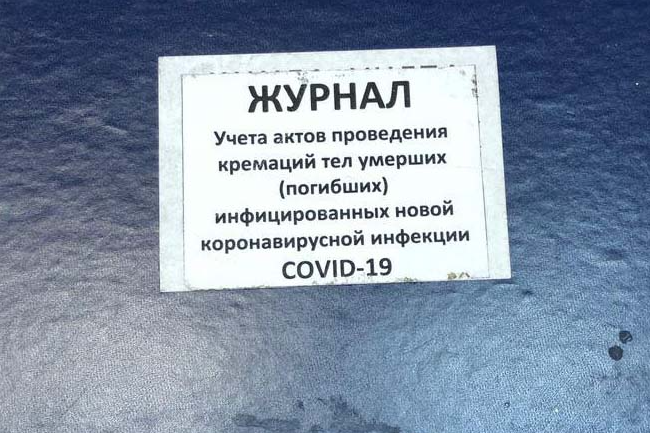 ЖУРНАЛ
Учета актов проведения
кремаций тел умерших
(погибших)
инфицированных новой
коронавирусной инфекции
COVID-19